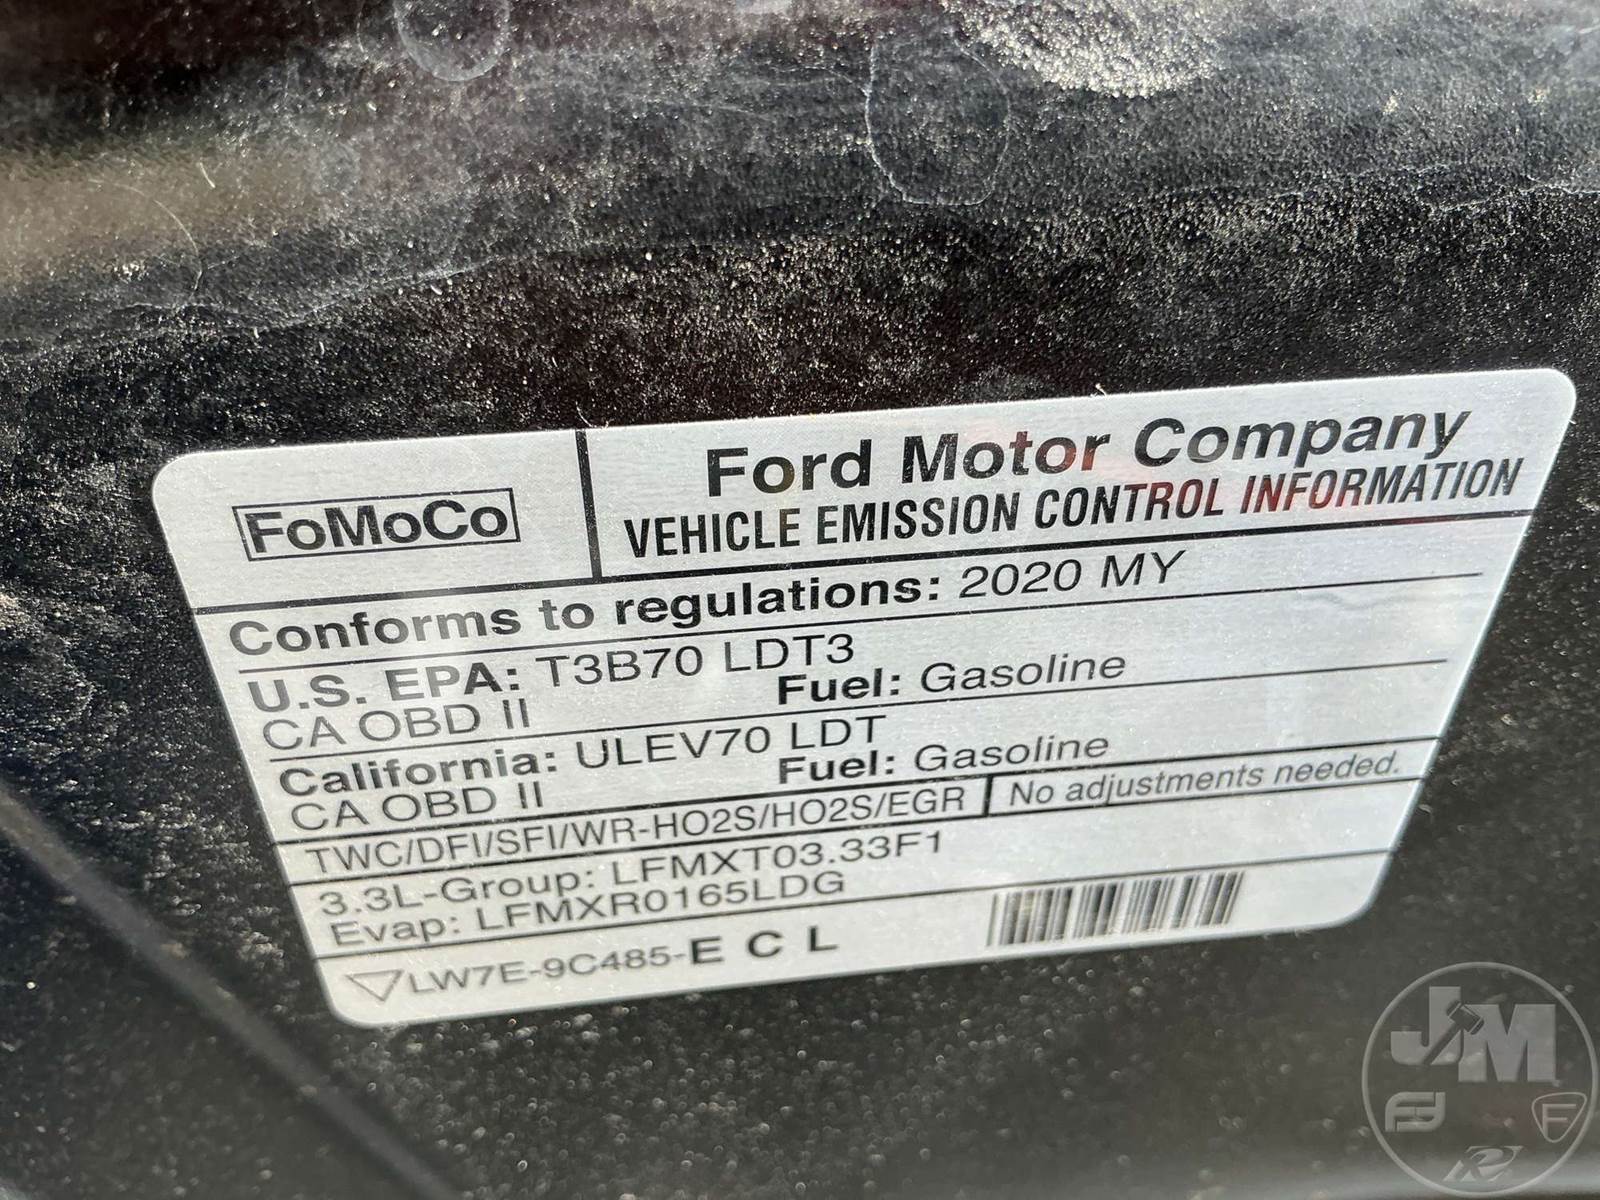 FoMoCo
Ford Motor Company
VEHICLE EMISSION CONTROL INFORMATION
Conforms to regulations: 2020 MY
U.S. EPA: T3B70 LDT3
CA OBD II Fuel: Gasoline
California: ULEV70 LDT
CA OBD II Fuel: Gasoline
TWC/DFI/SFI/WR-HO2S/HO2S/EGR No adjustments needed.
3.3L-Group: LFMXT03.33F1
Evap: LFMXR0165LDG
LW7E-9C485-E C L
JM
F